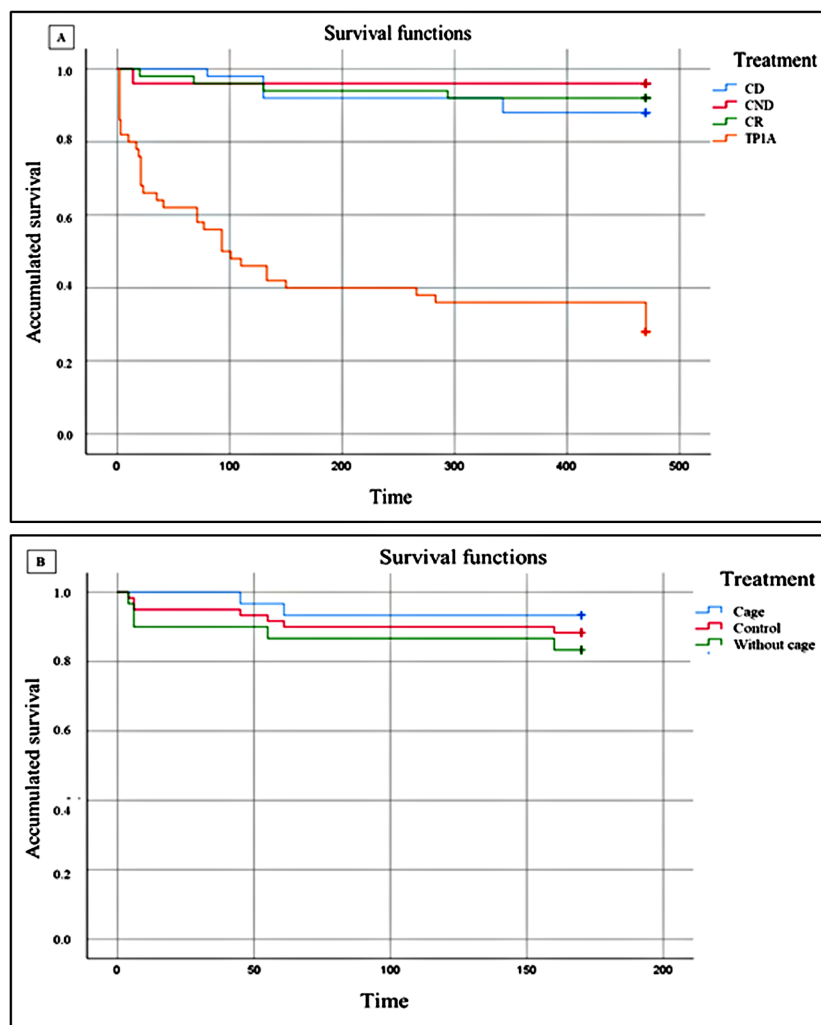 A
Survival functions
Treatment
CD
CND
CR
TP1A
Accumulated survival
1.0
0.8
0.6
0.4
0.2
0.0
0 100 200 300 400 500
Time
B
Survival functions
Treatment
Cage
Control
Without cage
Accumulated survival
1.0
0.8
0.6
0.4
0.2
0.0
0 50 100 150 200
Time